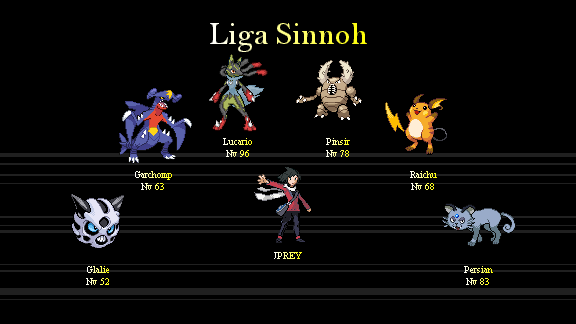 Liga Sinnoh
Lucario
Nv 96
Pinsir
Nv 78
Garchomp
Nv 63
Raichu
Nv 68
JPREY
Glalie
Nv 52
Persian
Nv 83